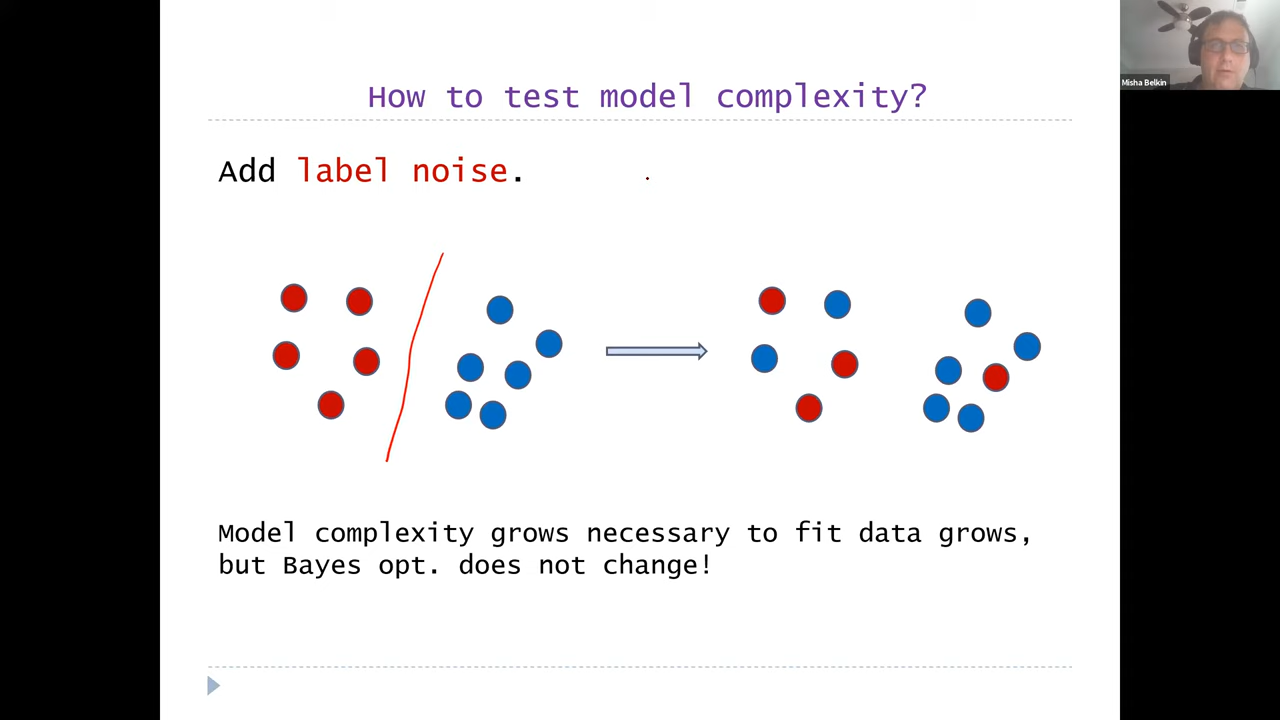 How to test model complexity?
Misha Belkin
Add label noise.
Model complexity grows necessary to fit data grows,
but Bayes opt. does not change!